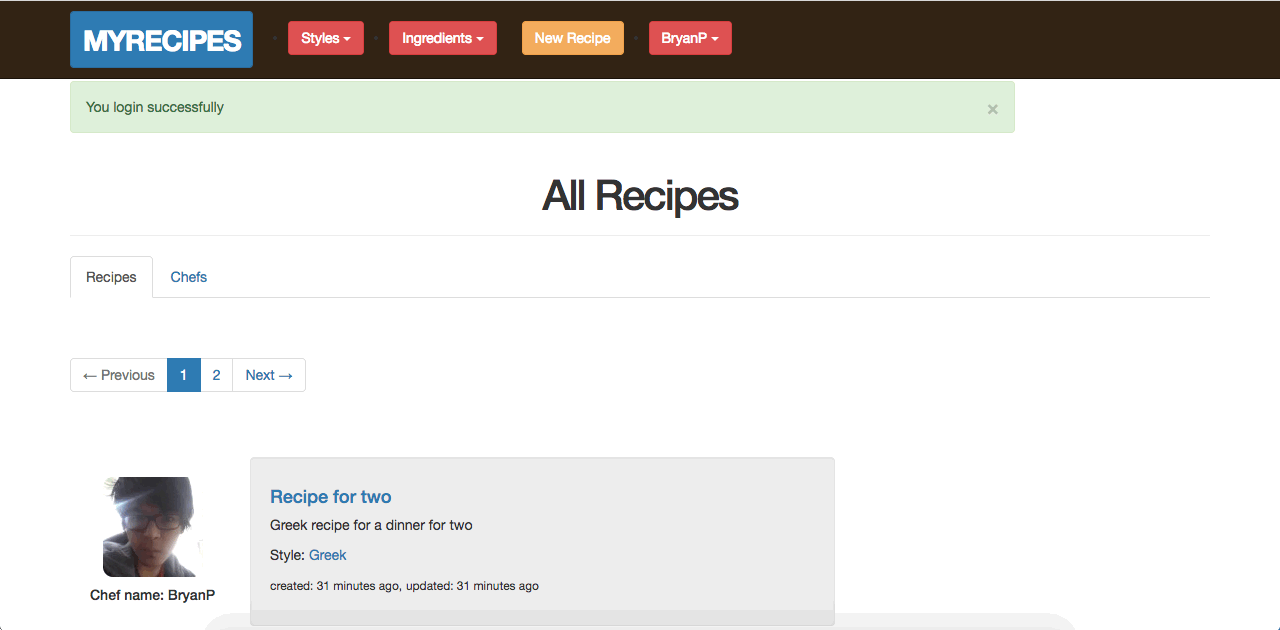 MYRECIPES Styles Ingredients New Recipe BryanP
You login successfully ×
All Recipes
Recipes Chefs
← Previous 1 2 Next →
Recipe for two
Greek recipe for a dinner for two
Style: Greek
created: 31 minutes ago, updated: 31 minutes ago
Chef name: BryanP